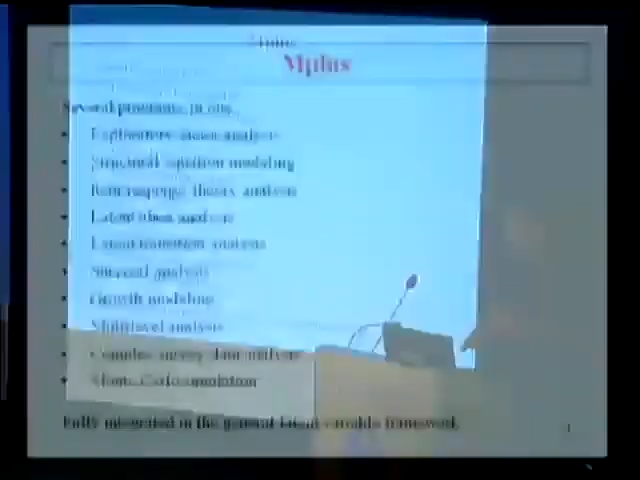 Mplus
Mplus
Several programs in one
• Exploratory factor analysis
• Structural equation modeling
• Item response theory analysis
• Latent class analysis
• Latent transition analysis
• Survival analysis
• Growth modeling
• Multilevel analysis
• Complex survey data analysis
• Monte Carlo simulation
Fully integrated in the general latent variable framework